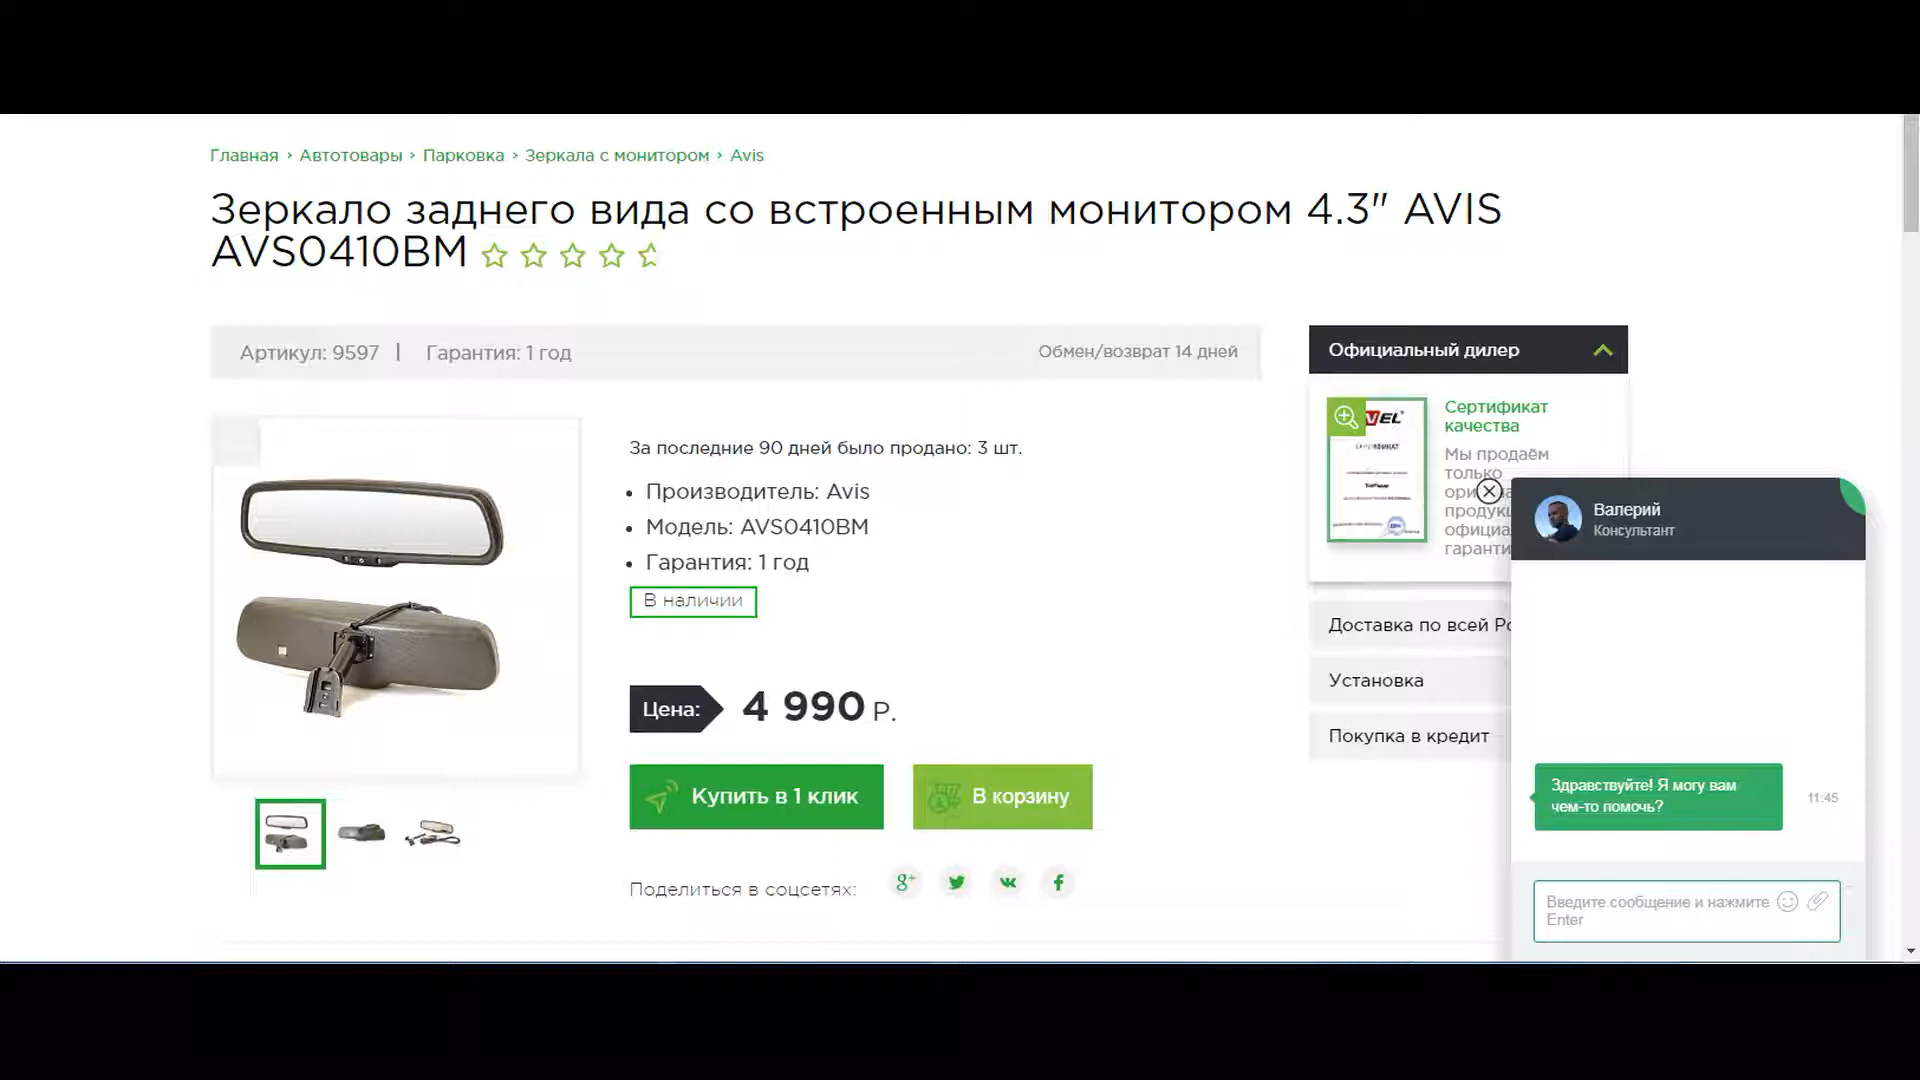 Главная › Автотовары › Парковка › Зеркала с монитором › Avis
Зеркало заднего вида со встроенным монитором 4.3" AVIS
AVS0410BM
Артикул: 9597 | Гарантия: 1 год
Обмен/возврат 14 дней
За последние 90 дней было продано: 3 шт.
• Производитель: Avis
• Модель: AVS0410BM
• Гарантия: 1 год
В наличии
Цена: 4 990 Р.
Купить в 1 клик
В корзину
Поделиться в соцсетях:
Официальный дилер
Сертификат
качества
Мы продаём
только
Доставка по всей
Установка
Покупка в кредит
Валерий
Консультант
Здравствуйте! Я могу вам
чем-то помочь?
11:45
Введите сообщение и нажмите
Enter